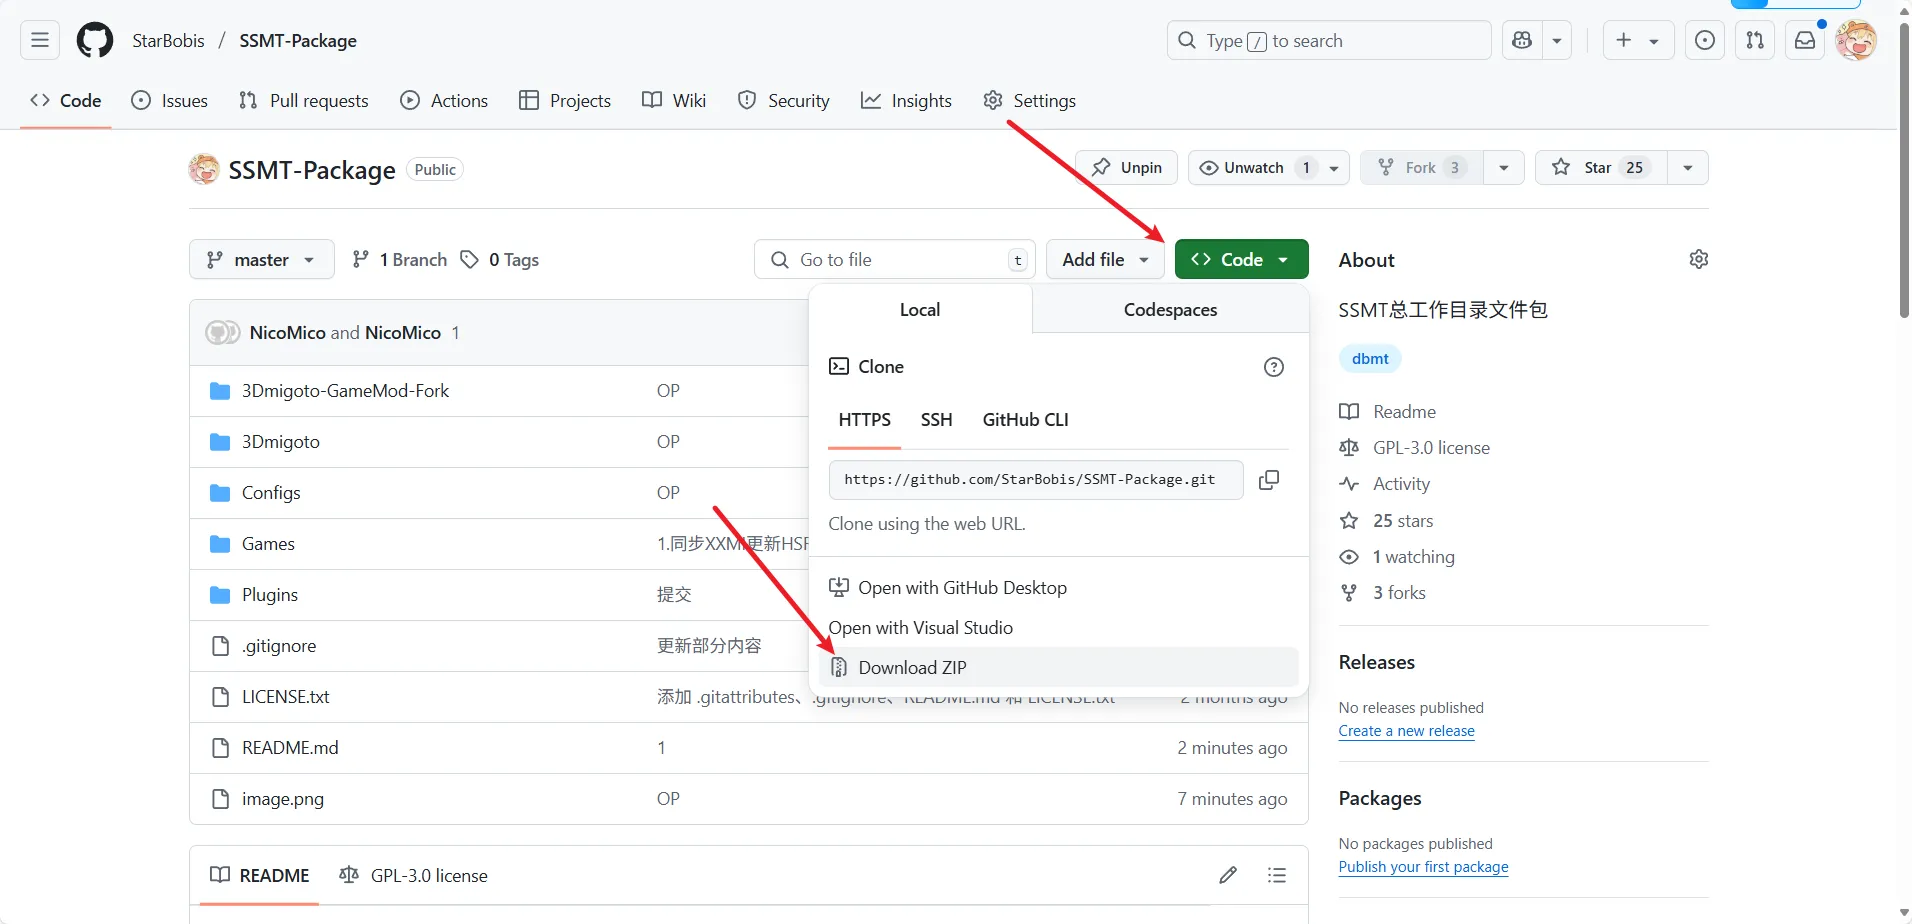 StarBobis / SSMT-Package
Type / to search
Code
Issues
Pull requests
Actions
Projects
Wiki
Security
Insights
Settings
SSMT-Package
Public
Unpin
Unwatch 1
Fork 3
Star 25
master
1 Branch
0 Tags
Go to file
t
Add file
Code
NicoMico and NicoMico 1
3Dmigoto-GameMod-Fork OP
3Dmigoto OP
Configs OP
Games 1.同步XXMI更新HSR
Plugins 提交
.gitignore 更新部分内容
LICENSE.txt 添加 .gitattributes、.gitignore、README.md 和 LICENSE.txt 2 months ago
README.md 1 2 minutes ago
image.png OP 7 minutes ago
Local
Codespaces
Clone
HTTPS
SSH
GitHub CLI
https://github.com/StarBobis/SSMT-Package.git
Clone using the web URL.
Open with GitHub Desktop
Open with Visual Studio
Download ZIP
About
SSMT总工作目录文件包
dbmt
Readme
GPL-3.0 license
Activity
25 stars
1 watching
3 forks
Releases
No releases published
Create a new release
Packages
No packages published
Publish your first package
README
GPL-3.0 license